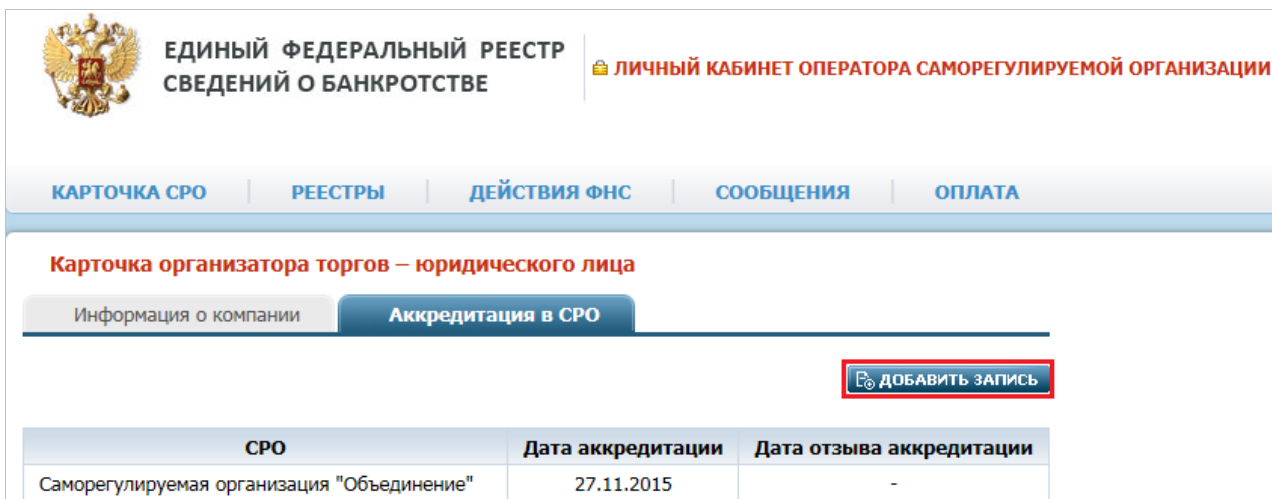 ЕДИНЫЙ ФЕДЕРАЛЬНЫЙ РЕЕСТР
СВЕДЕНИЙ О БАНКРОТСТВЕ
ЛИЧНЫЙ КАБИНЕТ ОПЕРАТОРА САМОРЕГУЛИРУЕМОЙ ОРГАНИЗАЦИИ
КАРТОЧКА СРО РЕЕСТРЫ ДЕЙСТВИЯ ФНС СООБЩЕНИЯ ОПЛАТА
Карточка организатора торгов – юридического лица
Информация о компании Аккредитация в СРО
ДОБАВИТЬ ЗАПИСЬ
СРО Дата аккредитации Дата отзыва аккредитации
Саморегулируемая организация "Объединение" 27.11.2015 -